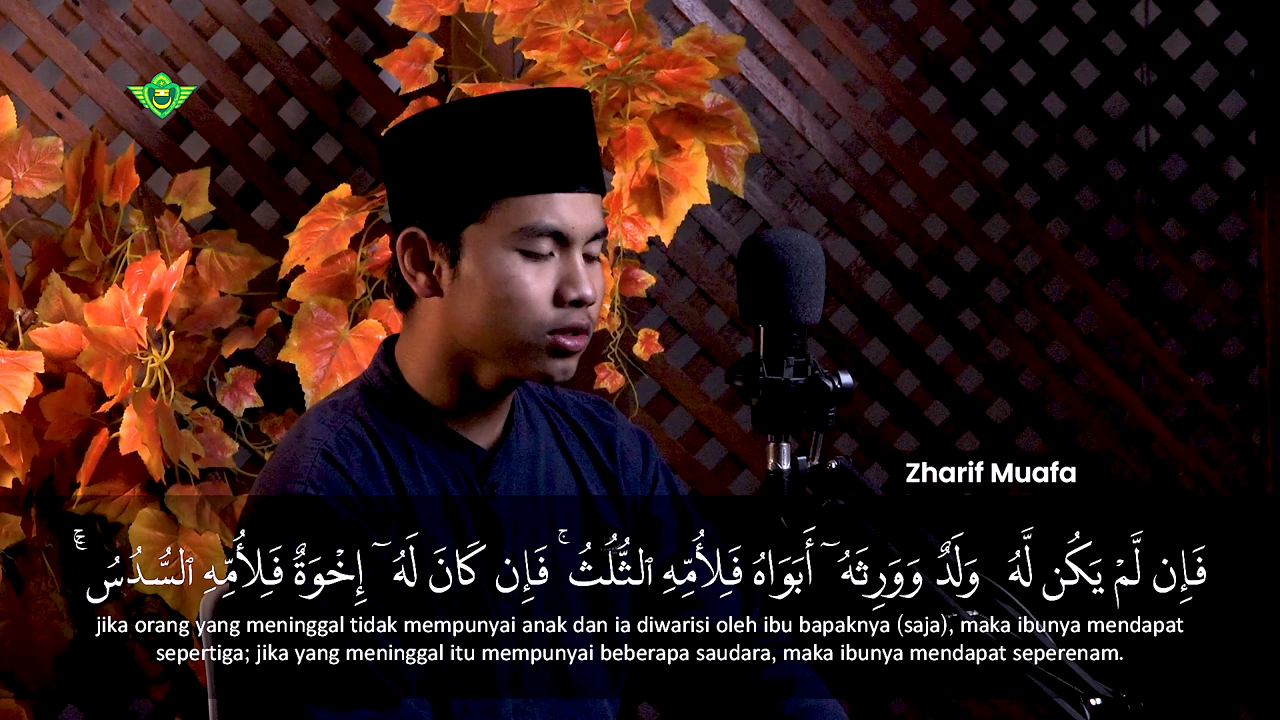 Zharif Muafa
فَإِن لَّمْ يَكُن لَّهُ وَلَدٌ وَوَرِثَهُ ٓ أَبَوَاهُ فَلِأُمِّهِ ٱلثُّلُثُ ۚ فَإِن كَانَ لَهُ ٓ إِخْوَةٌ فَلِأُمِّهِ ٱلسُّدُسُ ۚ
jika orang yang meninggal tidak mempunyai anak dan ia diwarisi oleh ibu bapaknya (saja), maka ibunya mendapat
sepertiga; jika yang meninggal itu mempunyai beberapa saudara, maka ibunya mendapat seperenam.